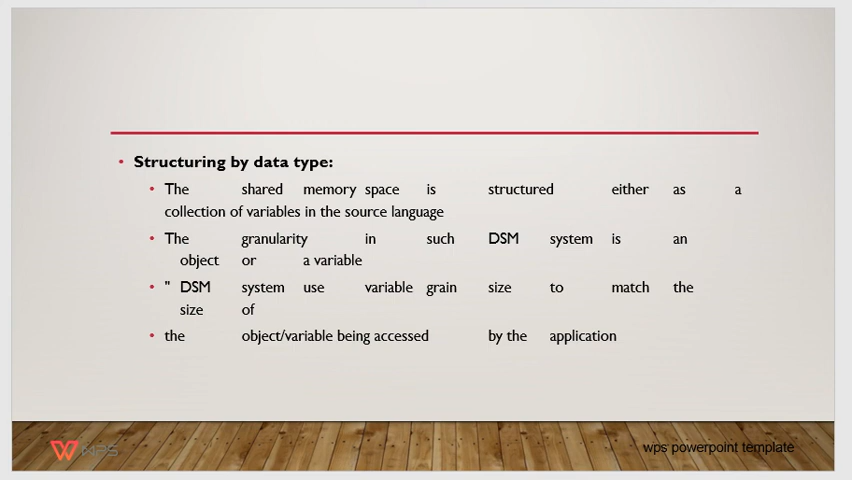 • Structuring by data type:
• The shared memory space is structured either as a
collection of variables in the source language
• The granularity in such DSM system is an
object or a variable
• " DSM system use variable grain size to match the
size of
• the object/variable being accessed by the application
WPS
wps powerpoint template